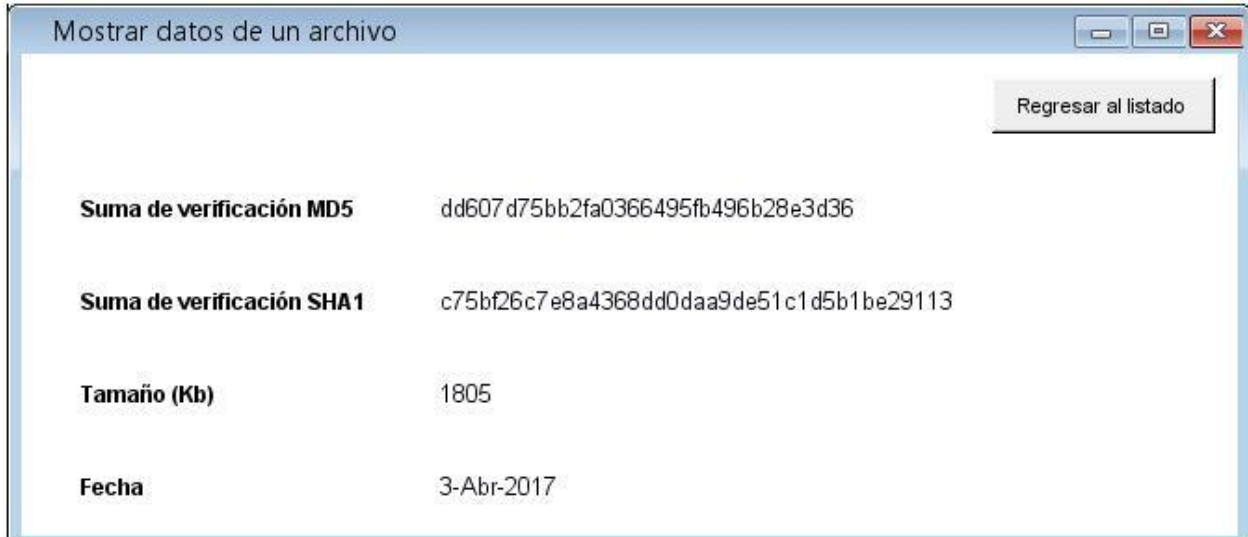 Mostrar datos de un archivo
Regresar al listado
Suma de verificación MD5 dd607d75bb2fa0366495fb496b28e3d36
Suma de verificación SHA1 c75bf26c7e8a4368dd0daa9de51c1d5b1be29113
Tamaño (Kb) 1805
Fecha 3-Abr-2017